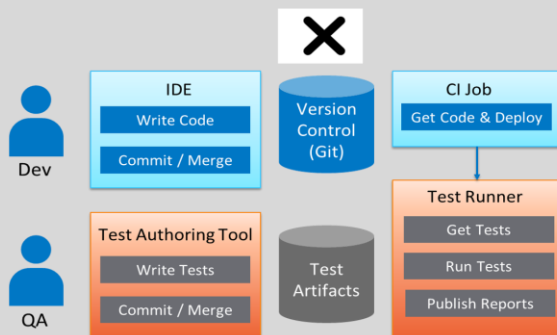 IDE
Write Code
Commit / Merge
Dev
Version
Control
(Git)
CI Job
Get Code & Deploy
Test Authoring Tool
Write Tests
Commit / Merge
QA
Test
Artifacts
Test Runner
Get Tests
Run Tests
Publish Reports